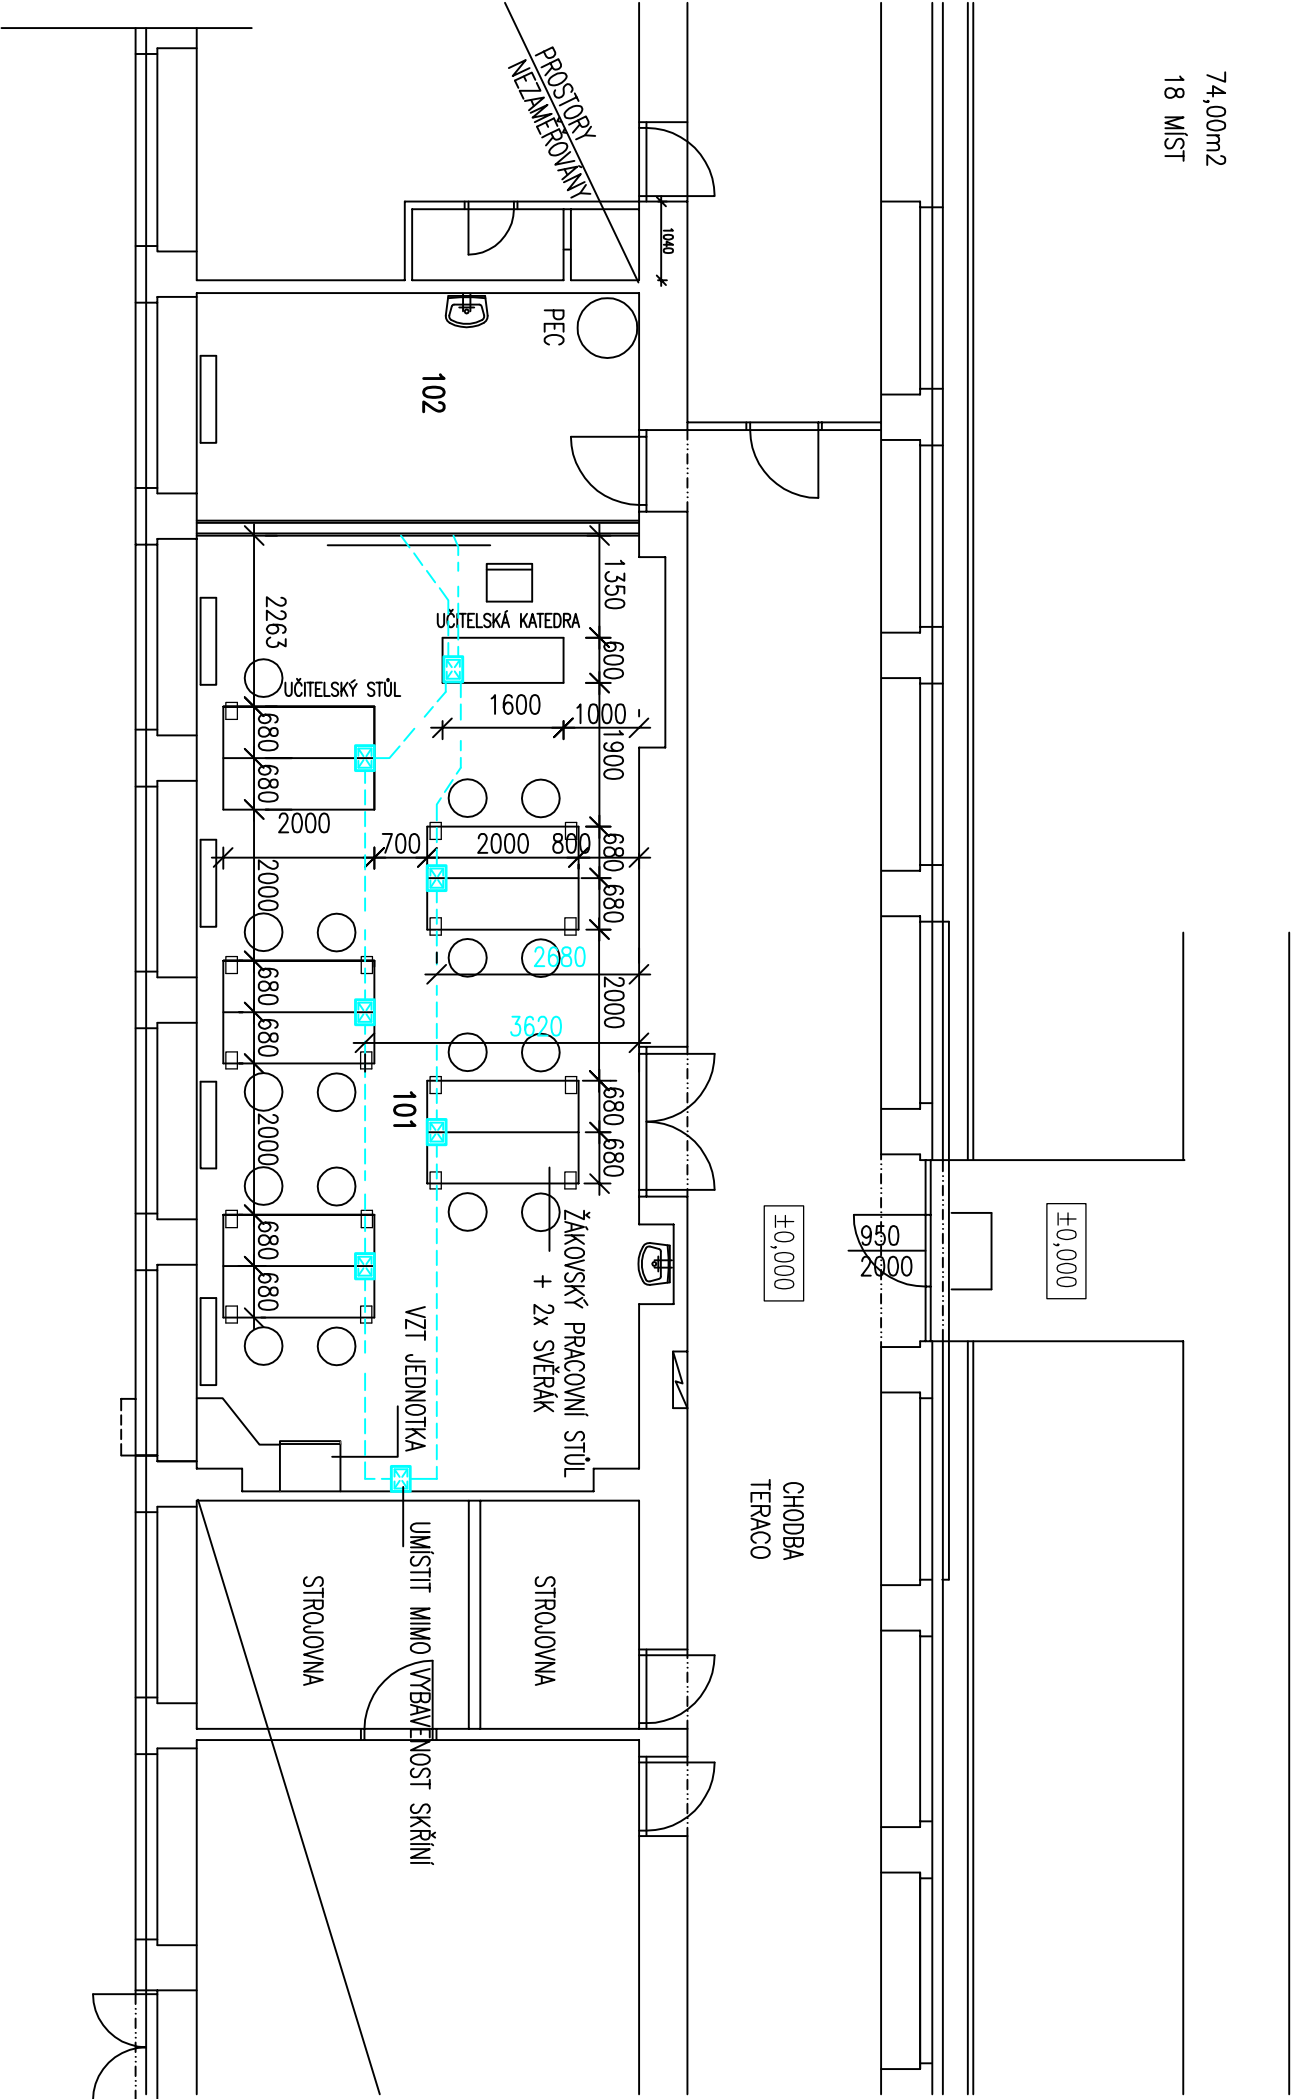 74,00m2
18 MÍST
PROSTORY
NEZAMĚŘOVÁNY
1040
PEC
102
1350
600
1900
680
680
2000
680
680
UČITELSKÁ KATEDRA
1600
1000
2263
UČITELSKÝ STŮL
680
680
2000
700
2000
800
2000
680
680
2000
680
680
2680
3620
101
ŽÁKOVSKÝ PRACOVNÍ STŮL
+ 2x SVĚRÁK
VZT JEDNOTKA
UMÍSTIT MIMO VYBAVENOST SKŘÍNÍ
STROJOVNA
STROJOVNA
CHODBA
TERACO
±0,000
950
2000
±0,000